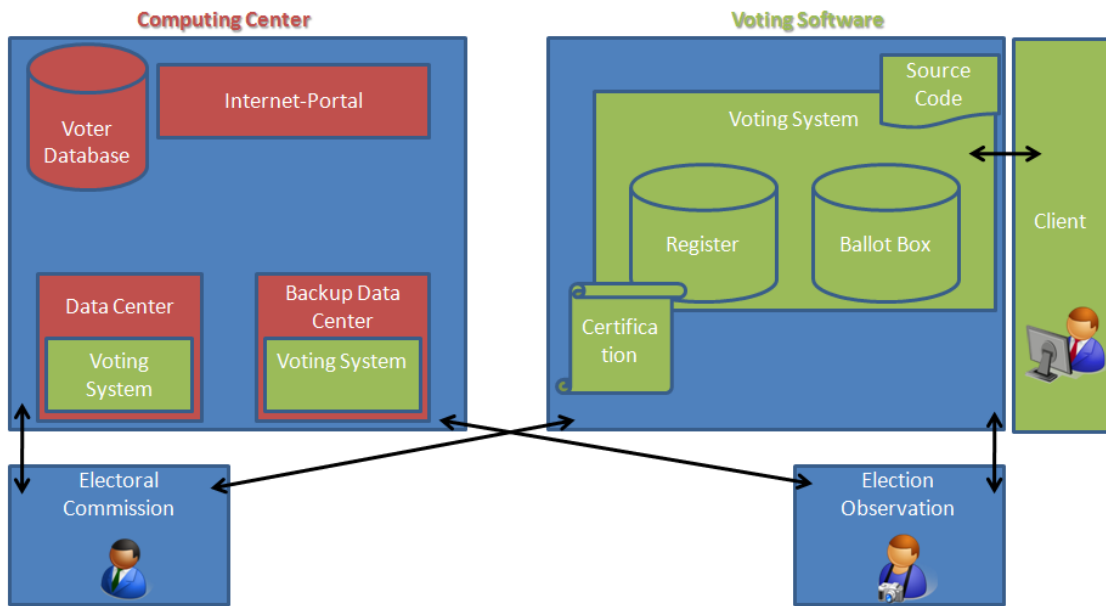 Computing Center
Voting Software
Voter
Database
Internet-Portal
Data Center
Voting
System
Backup Data
Center
Voting System
Source
Code
Voting System
Register
Ballot Box
Certifica
tion
Client
Electoral
Commission
Election
Observation